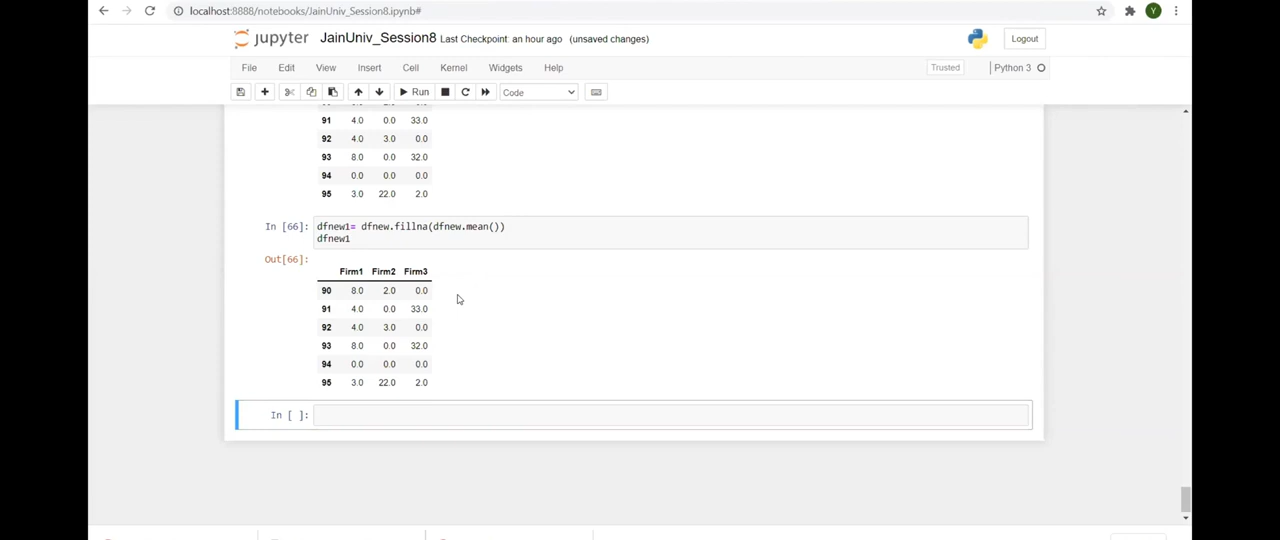 localhost:8888/notebooks/JainUniv_Session8.ipynb#
Y
jupyter JainUniv_Session8 Last Checkpoint: an hour ago (unsaved changes) Logout
File Edit View Insert Cell Kernel Widgets Help Trusted Python 3
Run Code
91 4.0 0.0 33.0
92 4.0 3.0 0.0
93 8.0 0.0 32.0
94 0.0 0.0 0.0
95 3.0 22.0 2.0
In [66]: dfnew1= dfnew.fillna(dfnew.mean())
dfnew1
Out[66]:
Firm1 Firm2 Firm3
90 8.0 2.0 0.0
91 4.0 0.0 33.0
92 4.0 3.0 0.0
93 8.0 0.0 32.0
94 0.0 0.0 0.0
95 3.0 22.0 2.0
In [ ]: